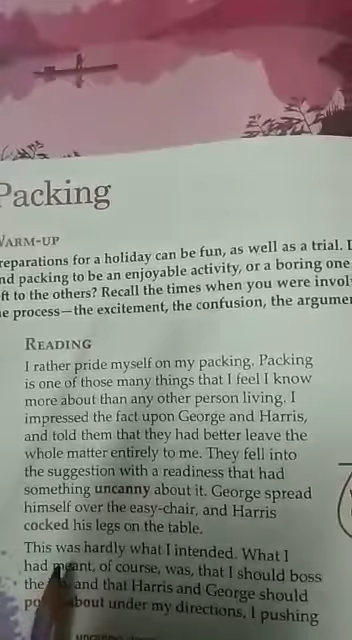 Packing
WARM-UP
reparations for a holiday can be fun, as well as a trial.
nd packing to be an enjoyable activity, or a boring one
ft to the others? Recall the times when you were invol
e process—the excitement, the confusion, the argume
READING
I rather pride myself on my packing. Packing
is one of those many things that I feel I know
more about than any other person living. I
impressed the fact upon George and Harris,
and told them that they had better leave the
whole matter entirely to me. They fell into
the suggestion with a readiness that had
something uncanny about it. George spread
himself over the easy-chair, and Harris
cocked his legs on the table.
This was hardly what I intended. What I
had meant, of course, was, that I should boss
the and that Harris and George should
about under my directions, I pushing